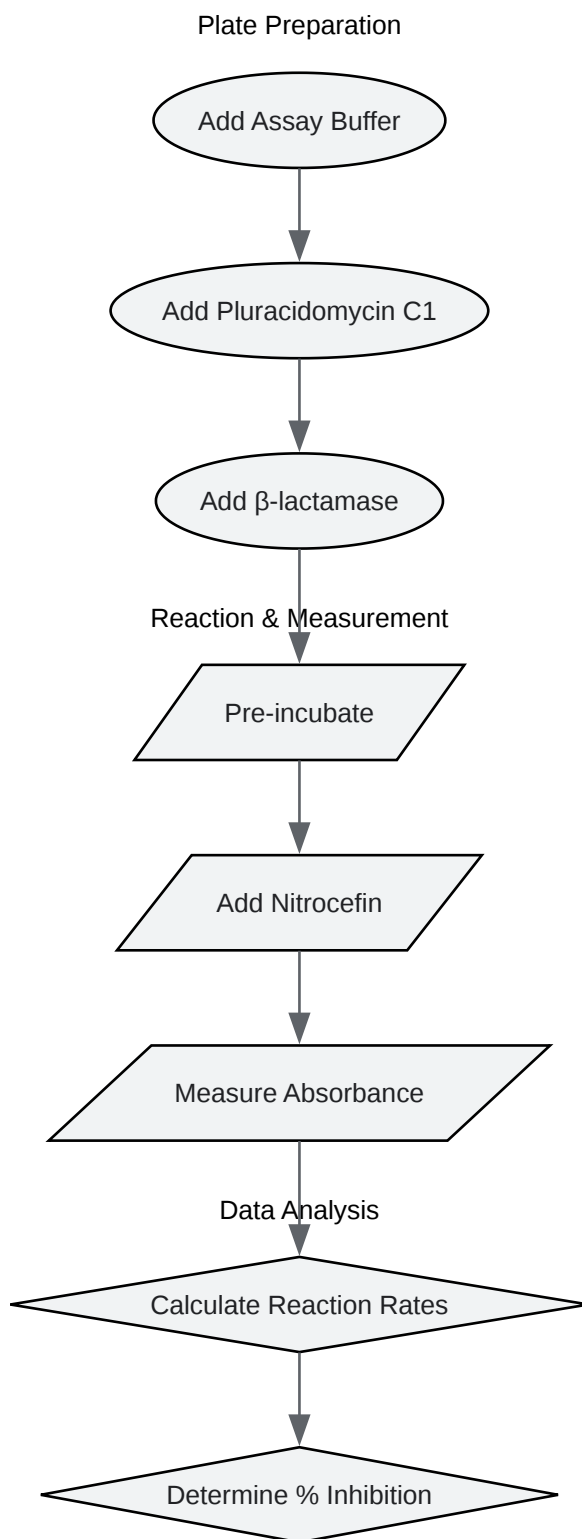 Plate Preparation
Add Assay Buffer
Add Pluracidomycin C1
Add β-lactamase
Reaction & Measurement
Pre-incubate
Add Nitrocefin
Measure Absorbance
Data Analysis
Calculate Reaction Rates
Determine % Inhibition